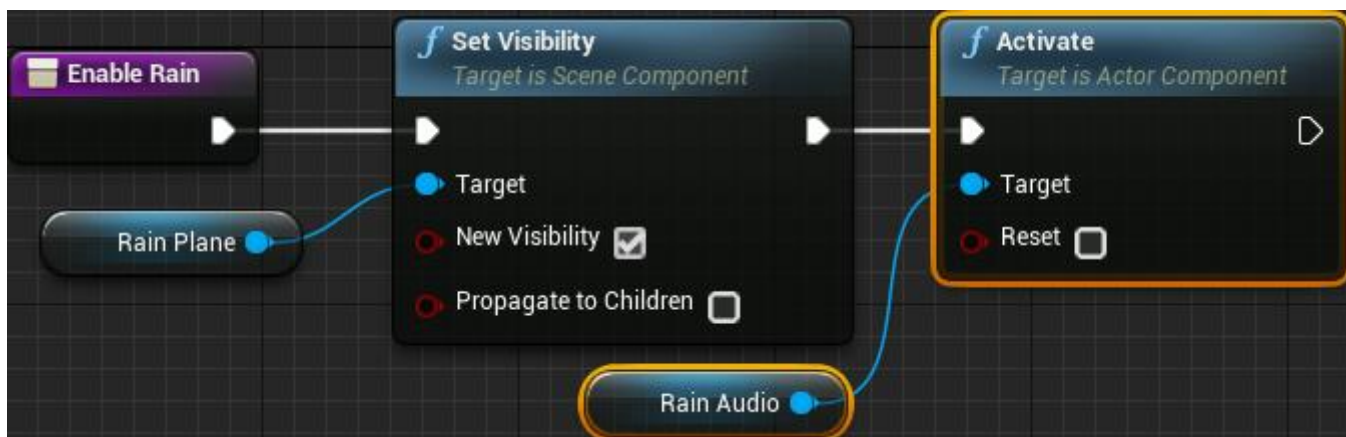 Enable Rain
f Set Visibility
Target is Scene Component
Target
New Visibility
Propagate to Children
f Activate
Target is Actor Component
Target
Reset
Rain Plane
Rain Audio